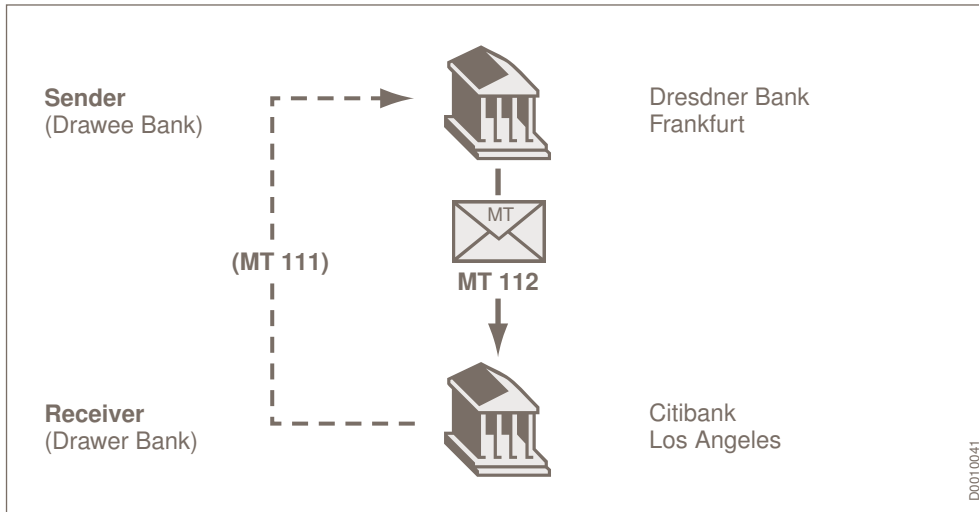 Sender
(Drawee Bank)
Dresdner Bank
Frankfurt
MT
(MT 111)
MT 112
Receiver
(Drawer Bank)
Citibank
Los Angeles
D0010041